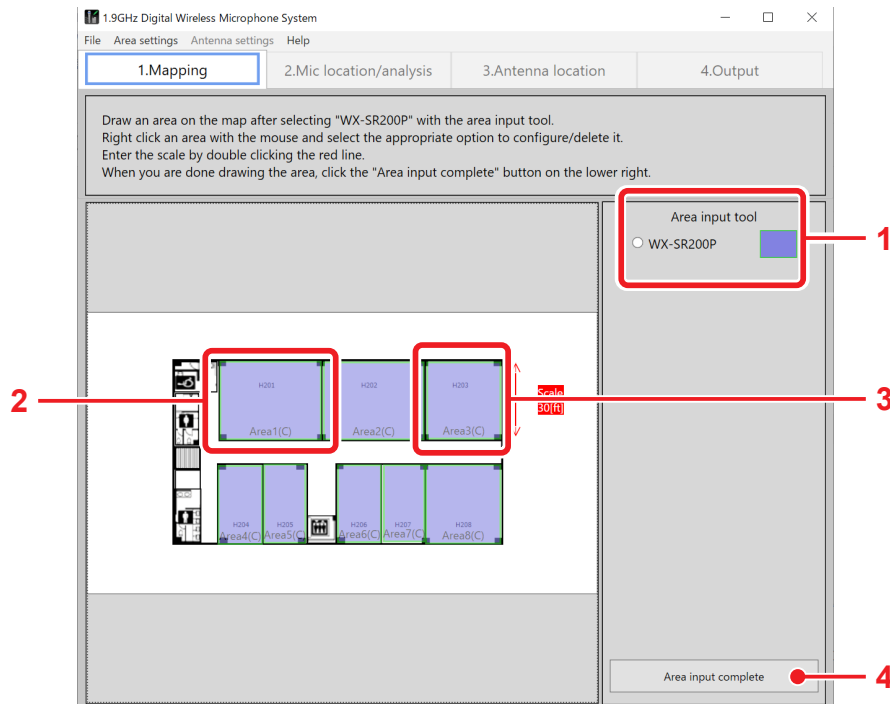 1.9GHz Digital Wireless Microphone System
File Area settings Antenna settings Help
1.Mapping 2.Mic location/analysis 3.Antenna location 4.Output
Draw an area on the map after selecting "WX-SR200P" with the area input tool.
Right click an area with the mouse and select the appropriate option to configure/delete it.
Enter the scale by double clicking the red line.
When you are done drawing the area, click the "Area input complete" button on the lower right.
Area input tool
WX-SR200P
1
2
3
H201 H202 H203
Scale
30[ft]
Area1(C) Area2(C) Area3(C)
H204 H205 H206 H207 H208
Area4(C) Area5(C) Area6(C) Area7(C) Area8(C)
Area input complete
4